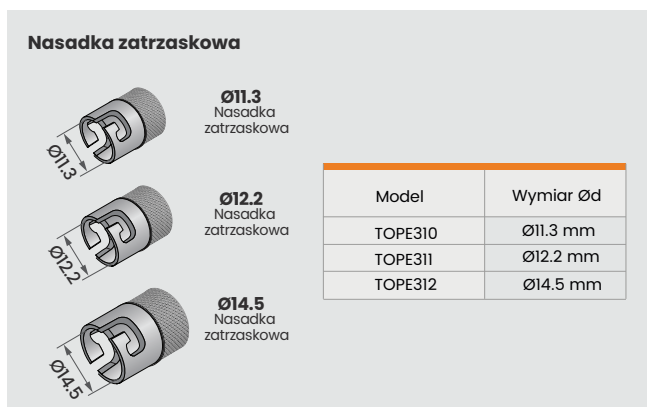 Nasadka zatrzaskowa
Ø11.3
Nasadka
zatrzaskowa
Ø11.3
Ø12.2
Nasadka
zatrzaskowa
Ø12.2
Ø14.5
Nasadka
zatrzaskowa
Ø14.5
Model Wymiar Ød
TOPE310 Ø11.3 mm
TOPE311 Ø12.2 mm
TOPE312 Ø14.5 mm